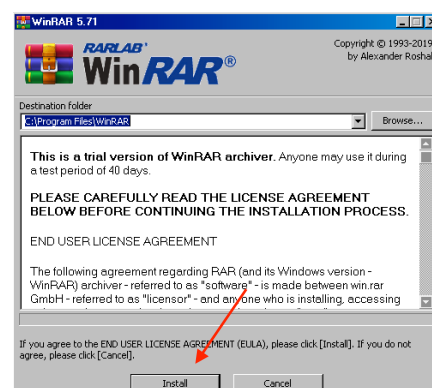 WinRAR 5.71
RARLAB®
WinRAR®
Copyright © 1993-2019
by Alexander Roshal
Destination folder
C:\Program Files\WinRAR
Browse...
This is a trial version of WinRAR archiver. Anyone may use it during
a test period of 40 days.
PLEASE CAREFULLY READ THE LICENSE AGREEMENT
BELOW BEFORE CONTINUING THE INSTALLATION PROCESS.
END USER LICENSE AGREEMENT
The following agreement regarding RAR (and its Windows version -
WinRAR) archiver - referred to as "software" - is made between win.rar
GmbH - referred to as "licensor" - and anyone who is installing, accessing
If you agree to the END USER LICENSE AGREEMENT (EULA), please click [Install]. If you do not
agree, please click [Cancel].
Install
Cancel